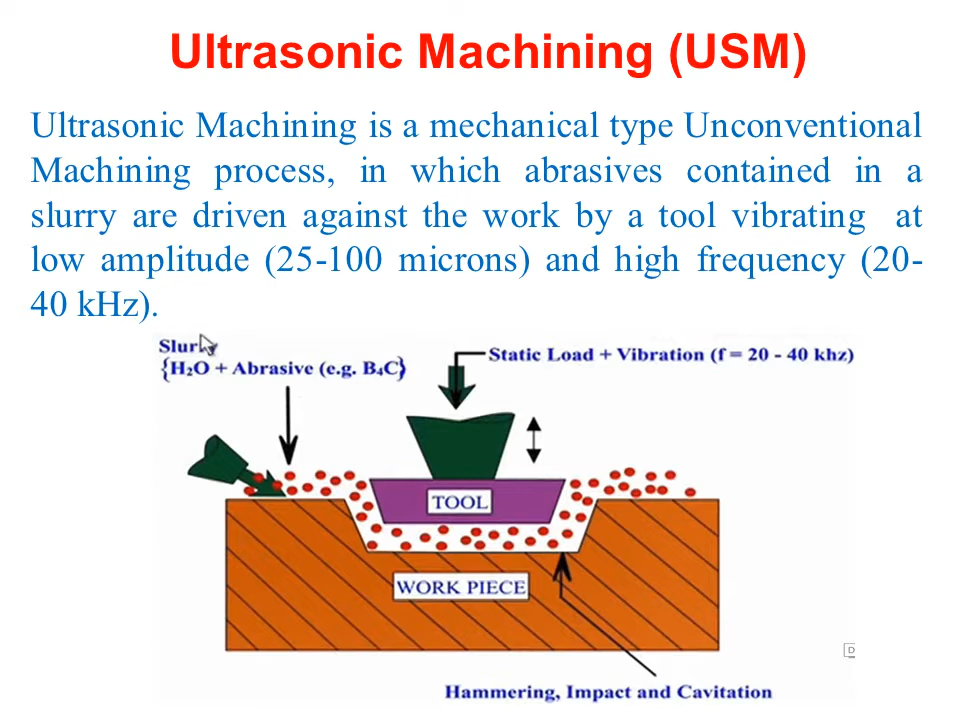 Ultrasonic Machining (USM)
Ultrasonic Machining is a mechanical type Unconventional
Machining process, in which abrasives contained in a
slurry are driven against the work by a tool vibrating at
low amplitude (25-100 microns) and high frequency (20-
40 kHz).
Slurry
{H₂O + Abrasive (e.g. B₄C}
Static Load + Vibration (f = 20 - 40 khz)
TOOL
WORK PIECE
D
Hammering, Impact and Cavitation